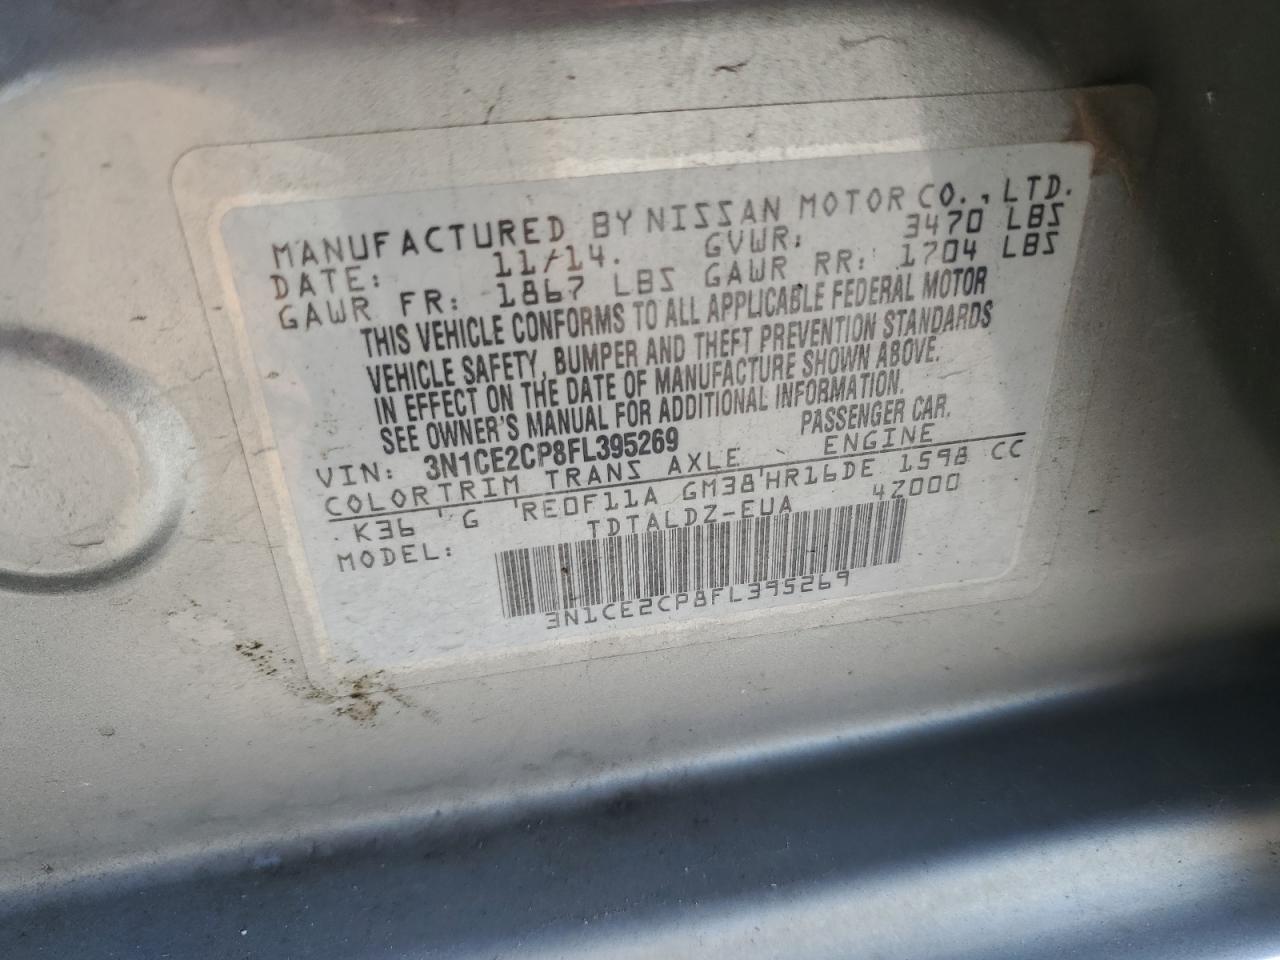 MANUFACTURED BY NISSAN MOTOR CO., LTD.
DATE: 11/14. GVWR: 3470 LBS
GAWR FR: 1867 LBS GAWR RR: 1704 LBS
THIS VEHICLE CONFORMS TO ALL APPLICABLE FEDERAL MOTOR
VEHICLE SAFETY, BUMPER AND THEFT PREVENTION STANDARDS
IN EFFECT ON THE DATE OF MANUFACTURE SHOWN ABOVE.
SEE OWNER'S MANUAL FOR ADDITIONAL INFORMATION.
VIN: 3N1CE2CP8FL395269 PASSENGER CAR.
COLOR TRIM TRANS AXLE ENGINE
K36 G RE0F11A GM38 HR16DE 1598 CC
MODEL: TDTALDZ-EUA 4Z000
3N1CE2CP8FL395269